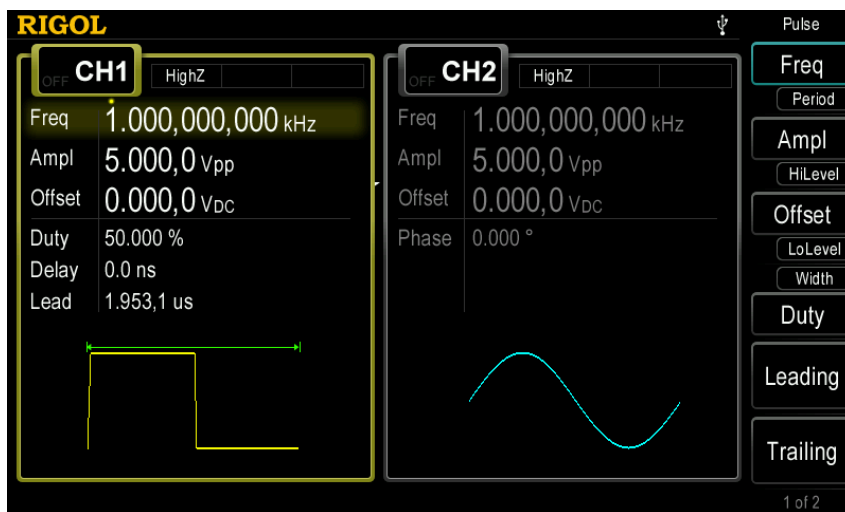 RIGOL
Pulse
OFF CH1 HighZ
Freq 1.000,000,000 kHz
Ampl 5.000,0 Vpp
Offset 0.000,0 VDC
Duty 50.000 %
Delay 0.0 ns
Lead 1.953,1 us
OFF CH2 HighZ
Freq 1.000,000,000 kHz
Ampl 5.000,0 Vpp
Offset 0.000,0 VDC
Phase 0.000 °
Freq
Period
Ampl
HiLevel
Offset
LoLevel
Width
Duty
Leading
Trailing
1 of 2